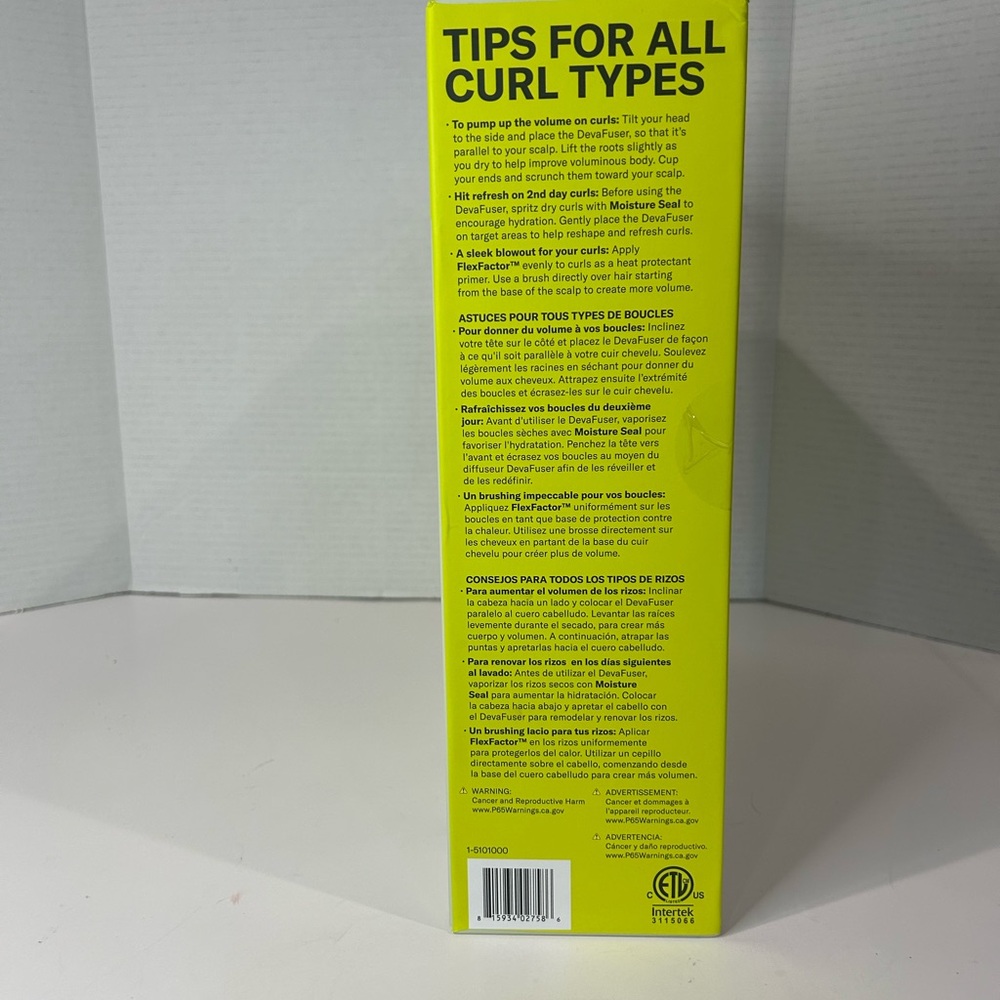 TIPS FOR ALL
CURL TYPES
· To pump up the volume on curls: Tilt your head
to the side and place the DevaFuser, so that it's
parallel to your scalp. Lift the roots slightly as
you dry to help improve voluminous body. Cup
your ends and scrunch them toward your scalp.
· Hit refresh on 2nd day curls: Before using the
DevaFuser, spritz dry curls with Moisture Seal to
encourage hydration. Gently place the DevaFuser
on target areas to help reshape and refresh curls.
· A sleek blowout for your curls: Apply
FlexFactor™ evenly to curls as a heat protectant
primer. Use a brush directly over hair starting
from the base of the scalp to create more volume.
ASTUCES POUR TOUS TYPES DE BOUCLES
· Pour donner du volume à vos boucles: Inclinez
votre tête sur le côté et placez le DevaFuser de façon
à ce qu'il soit parallèle à votre cuir chevelu. Soulevez
légèrement les racines en séchant pour donner du
volume aux cheveux. Attrapez ensuite l'extrémité
des boucles et écrasez-les sur le cuir chevelu.
· Rafraîchissez vos boucles du deuxième
jour: Avant d'utiliser le DevaFuser, vaporisez
les boucles sèches avec Moisture Seal pour
favoriser l'hydratation. Penchez la tête vers
l'avant et écrasez vos boucles au moyen du
diffuseur DevaFuser afin de les réveiller et
de les redéfinir.
· Un brushing impeccable pour vos boucles:
Appliquez FlexFactor™ uniformément sur les
boucles en tant que base de protection contre
la chaleur. Utilisez une brosse directement sur
les cheveux en partant de la base du cuir
chevelu pour créer plus de volume.
CONSEJOS PARA TODOS LOS TIPOS DE RIZOS
· Para aumentar el volumen de los rizos: Inclinar
la cabeza hacia un lado y colocar el DevaFuser
paralelo al cuero cabelludo. Levantar las raíces
levemente durante el secado, para crear más
cuerpo y volumen. A continuación, atrapar las
puntas y apretarlas hacia el cuero cabelludo.
· Para renovar los rizos en los días siguientes
al lavado: Antes de utilizar el DevaFuser,
vaporizar los rizos secos con Moisture
Seal para aumentar la hidratación. Colocar
la cabeza hacia abajo y apretar el cabello con
el DevaFuser para remodelar y renovar los rizos.
· Un brushing lacio para tus rizos: Aplicar
FlexFactor™ en los rizos uniformemente
para protegerlos del calor. Utilizar un cepillo
directamente sobre el cabello, comenzando desde
la base del cuero cabelludo para crear más volumen.
⚠ WARNING:
Cancer and Reproductive Harm
www.P65Warnings.ca.gov
⚠ ADVERTISSEMENT:
Cancer et dommages à
l'appareil reproducteur.
www.P65Warnings.ca.gov
⚠ ADVERTENCIA:
Cáncer y daño reproductivo.
www.P65Warnings.ca.gov
1-5101000
8 15934 02758 6
C ETL CM US
LISTED
Intertek
3115066